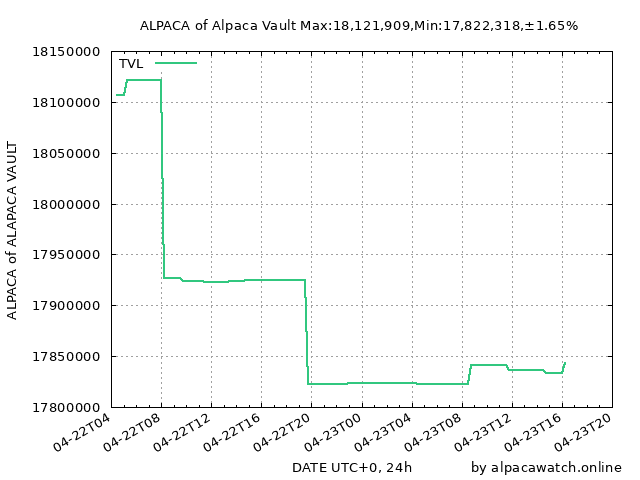 ALPACA of Alpaca Vault Max:18,121,909,Min:17,822,318,±1.65%
TVL
18150000
18100000
18050000
18000000
17950000
17900000
17850000
17800000
ALPACA of ALAPACA VAULT
04-22T04
04-22T08
04-22T12
04-22T16
04-22T20
04-23T00
04-23T04
04-23T08
04-23T12
04-23T16
04-23T20
DATE UTC+0, 24h
by alpacawatch.online